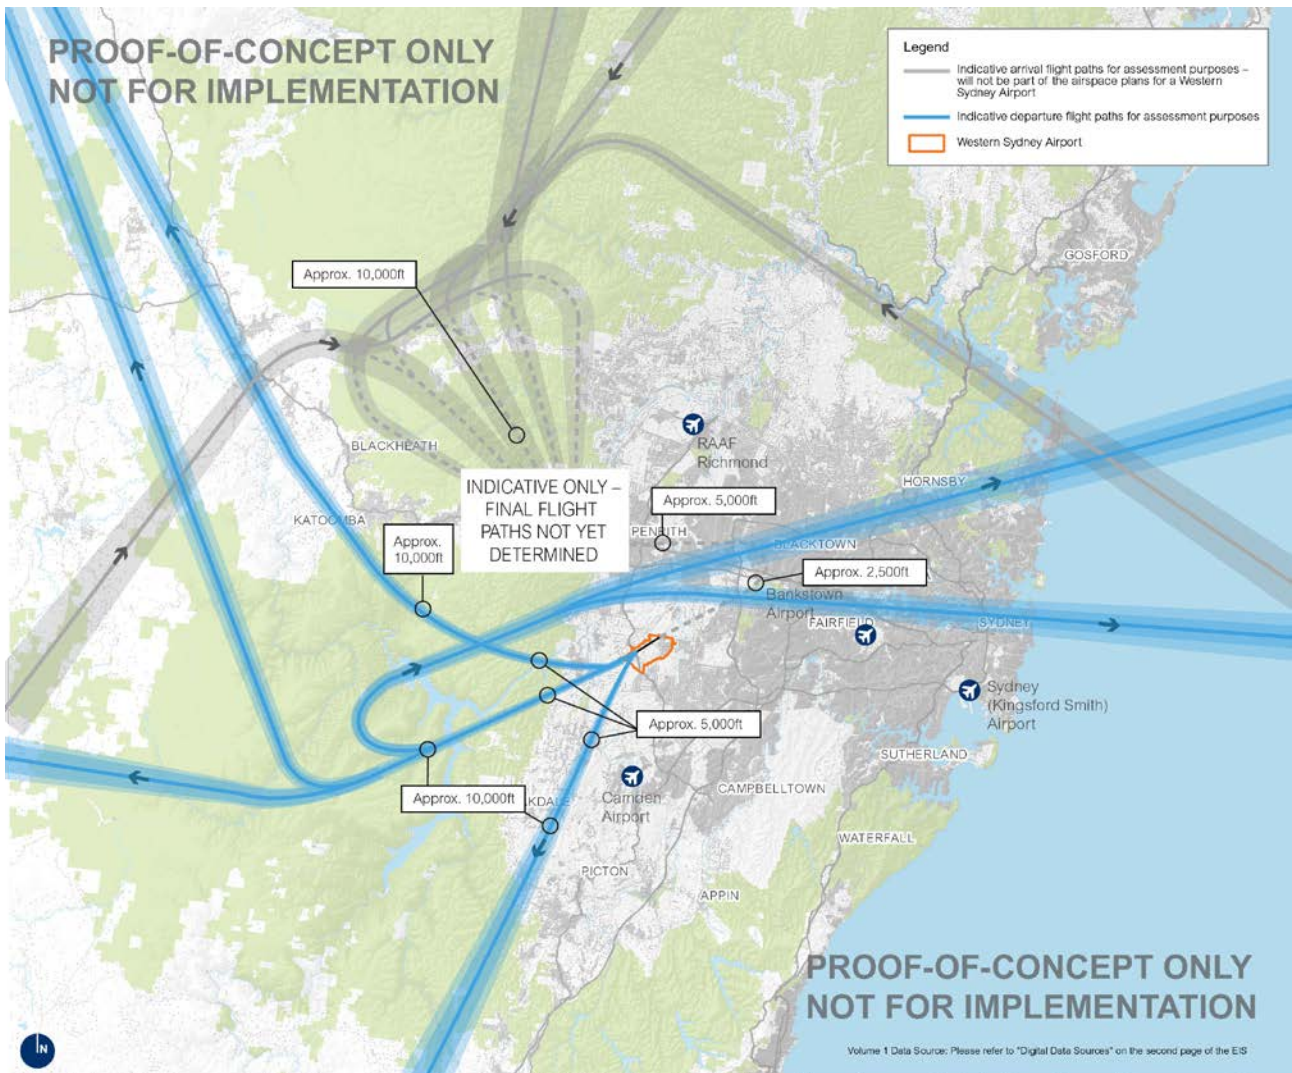 PROOF-OF-CONCEPT ONLY
NOT FOR IMPLEMENTATION
Legend
Indicative arrival flight paths for assessment purposes –
will not be part of the airspace plans for a Western
Sydney Airport
Indicative departure flight paths for assessment purposes
Western Sydney Airport
GOSFORD
Approx. 10,000ft
BLACKHEATH
RAAF
Richmond
HORNSBY
INDICATIVE ONLY –
FINAL FLIGHT
PATHS NOT YET
DETERMINED
Approx. 5,000ft
KATOOMBA
PENRITH
Approx.
10,000ft
BLACKTOWN
Approx. 2,500ft
Bankstown
Airport
FAIRFIELD
SYDNEY
Sydney
(Kingsford Smith)
Airport
Approx. 5,000ft
SUTHERLAND
Approx. 10,000ft
KDALE
Camden
Airport
CAMPBELLTOWN
WATERFALL
PICTON
APPIN
PROOF-OF-CONCEPT ONLY
NOT FOR IMPLEMENTATION
N
Volume 1 Data Source: Please refer to "Digital Data Sources" on the second page of the EIS